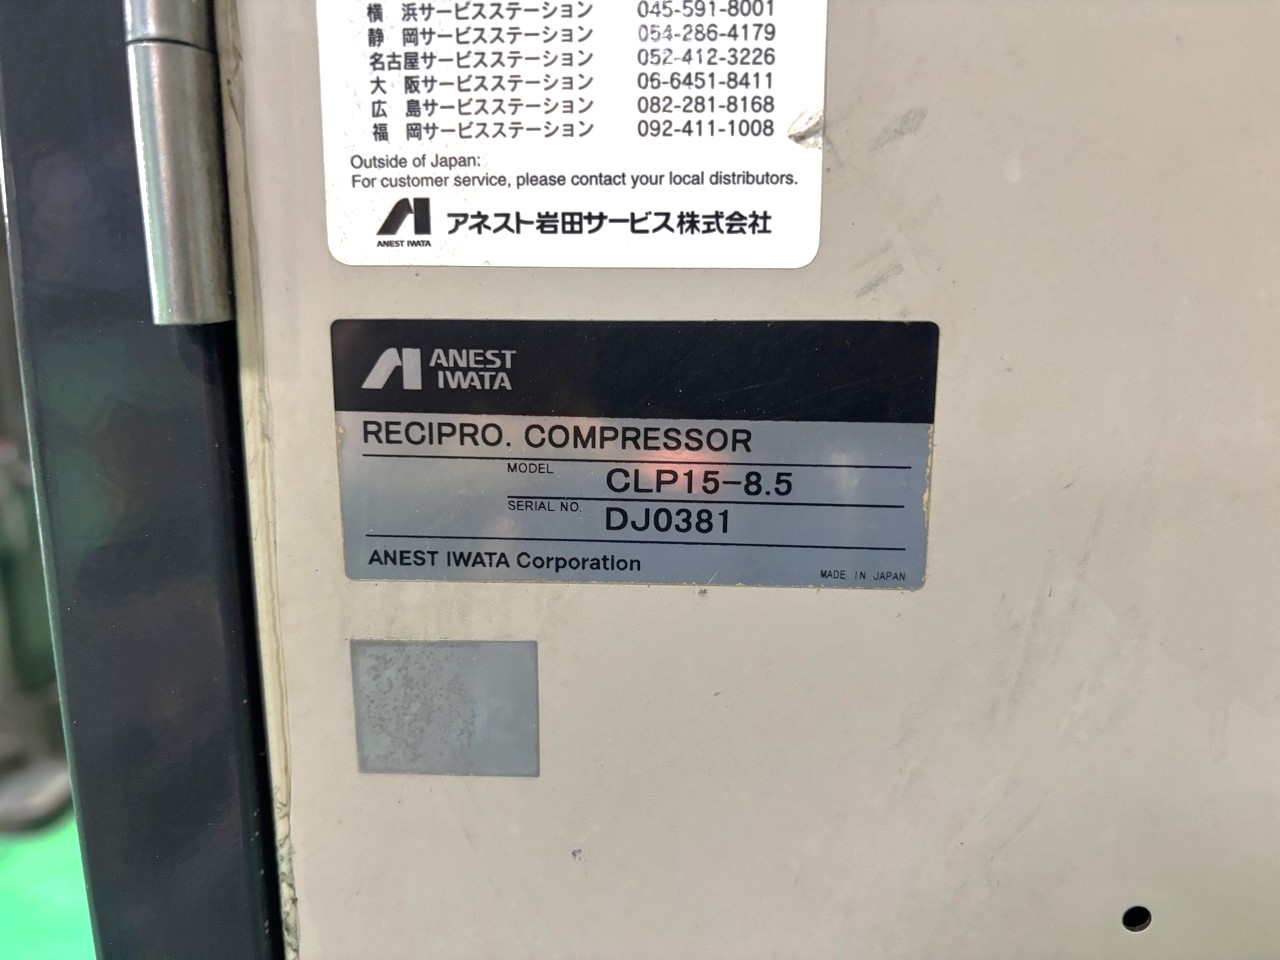 横 浜サービスステーション 045-591-8001
静 岡サービスステーション 054-286-4179
名古屋サービスステーション 052-412-3226
大 阪サービスステーション 06-6451-8411
広 島サービスステーション 082-281-8168
福 岡サービスステーション 092-411-1008
Outside of Japan:
For customer service, please contact your local distributors.
ANEST IWATA アネスト岩田サービス株式会社
ANEST
IWATA
RECIPRO. COMPRESSOR
MODEL CLP15-8.5
SERIAL NO. DJ0381
ANEST IWATA Corporation MADE IN JAPAN